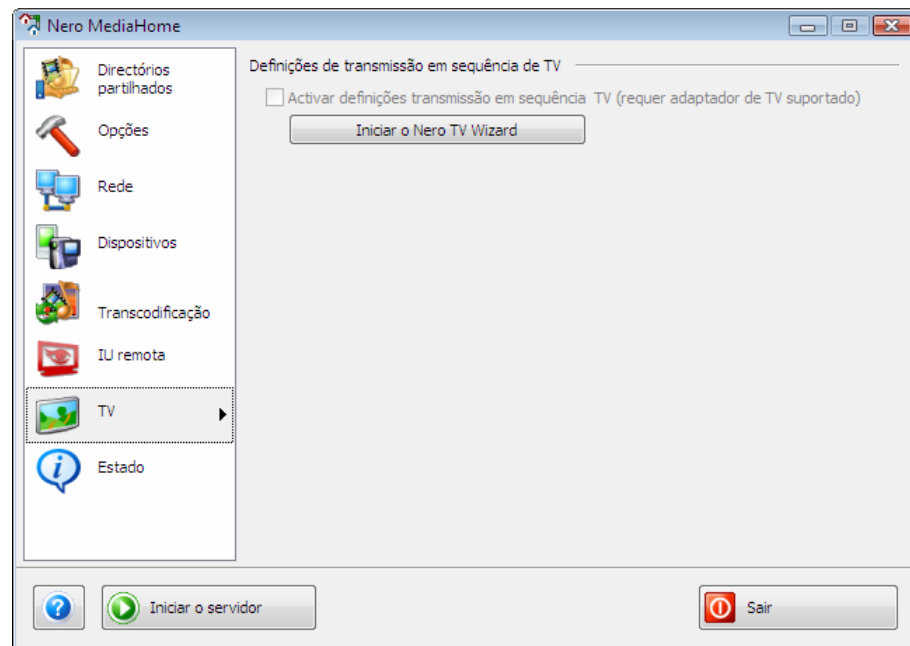 Nero MediaHome
Directórios
partilhados
Opções
Rede
Dispositivos
Transcodificação
IU remota
TV
Estado
Definições de transmissão em sequência de TV
Activar definições transmissão em sequência TV (requer adaptador de TV suportado)
Iniciar o Nero TV Wizard
Iniciar o servidor
Sair